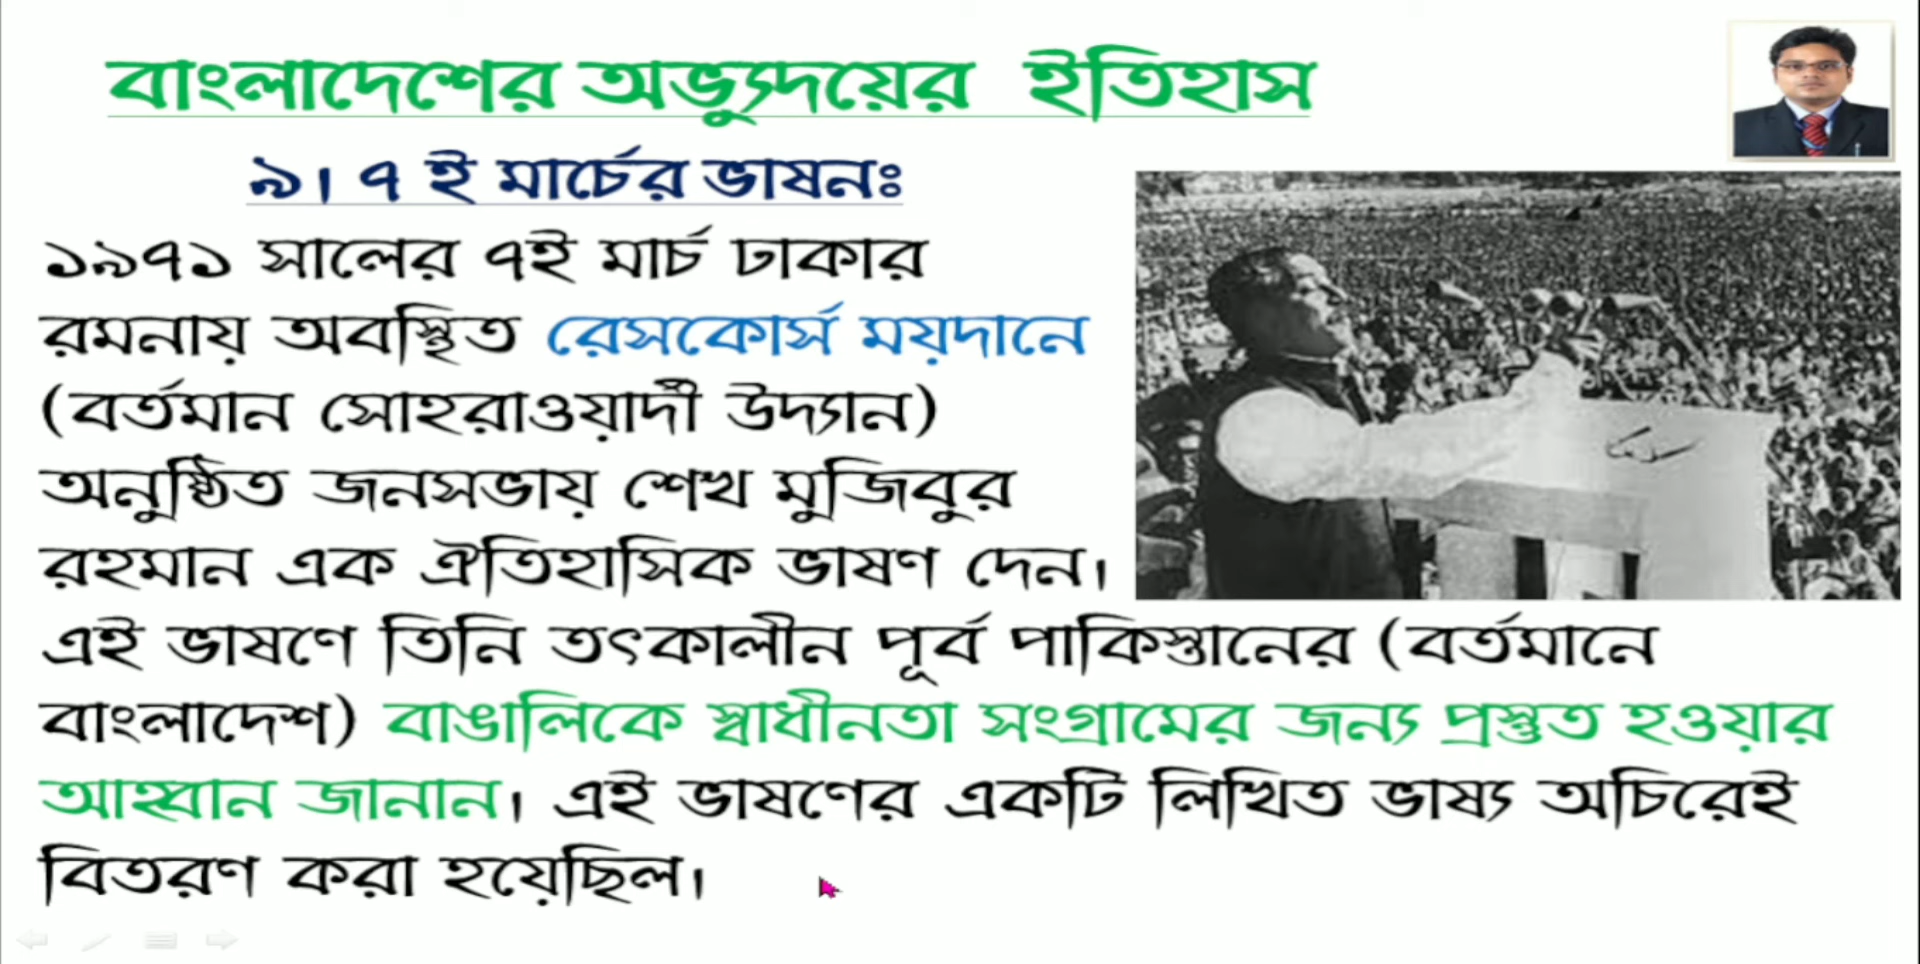 বাংলাদেশের অভ্যুদয়ের ইতিহাস
৯। ৭ ই মার্চের ভাষনঃ
১৯৭১ সালের ৭ই মার্চ ঢাকার
রমনায় অবস্থিত রেসকোর্স ময়দানে
(বর্তমান সোহরাওয়ার্দী উদ্যান)
অনুষ্ঠিত জনসভায় শেখ মুজিবুর
রহমান এক ঐতিহাসিক ভাষণ দেন।
এই ভাষণে তিনি তৎকালীন পূর্ব পাকিস্তানের (বর্তমানে
বাংলাদেশ) বাঙালিকে স্বাধীনতা সংগ্রামের জন্য প্রস্তুত হওয়ার
আহ্বান জানান। এই ভাষণের একটি লিখিত ভাষ্য অচিরেই
বিতরণ করা হয়েছিল।